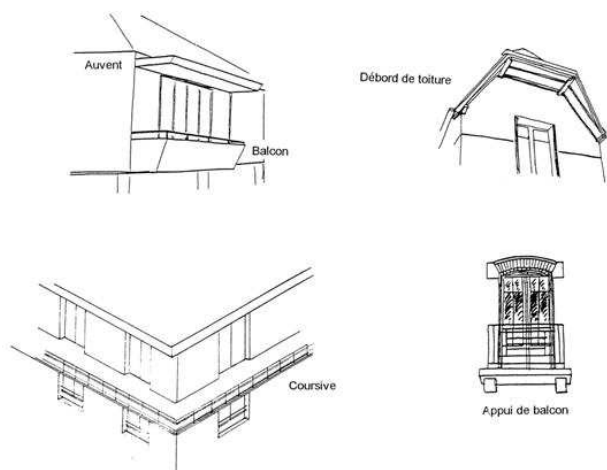 Auvent
Débord de toiture
Balcon
Coursive
Appui de balcon